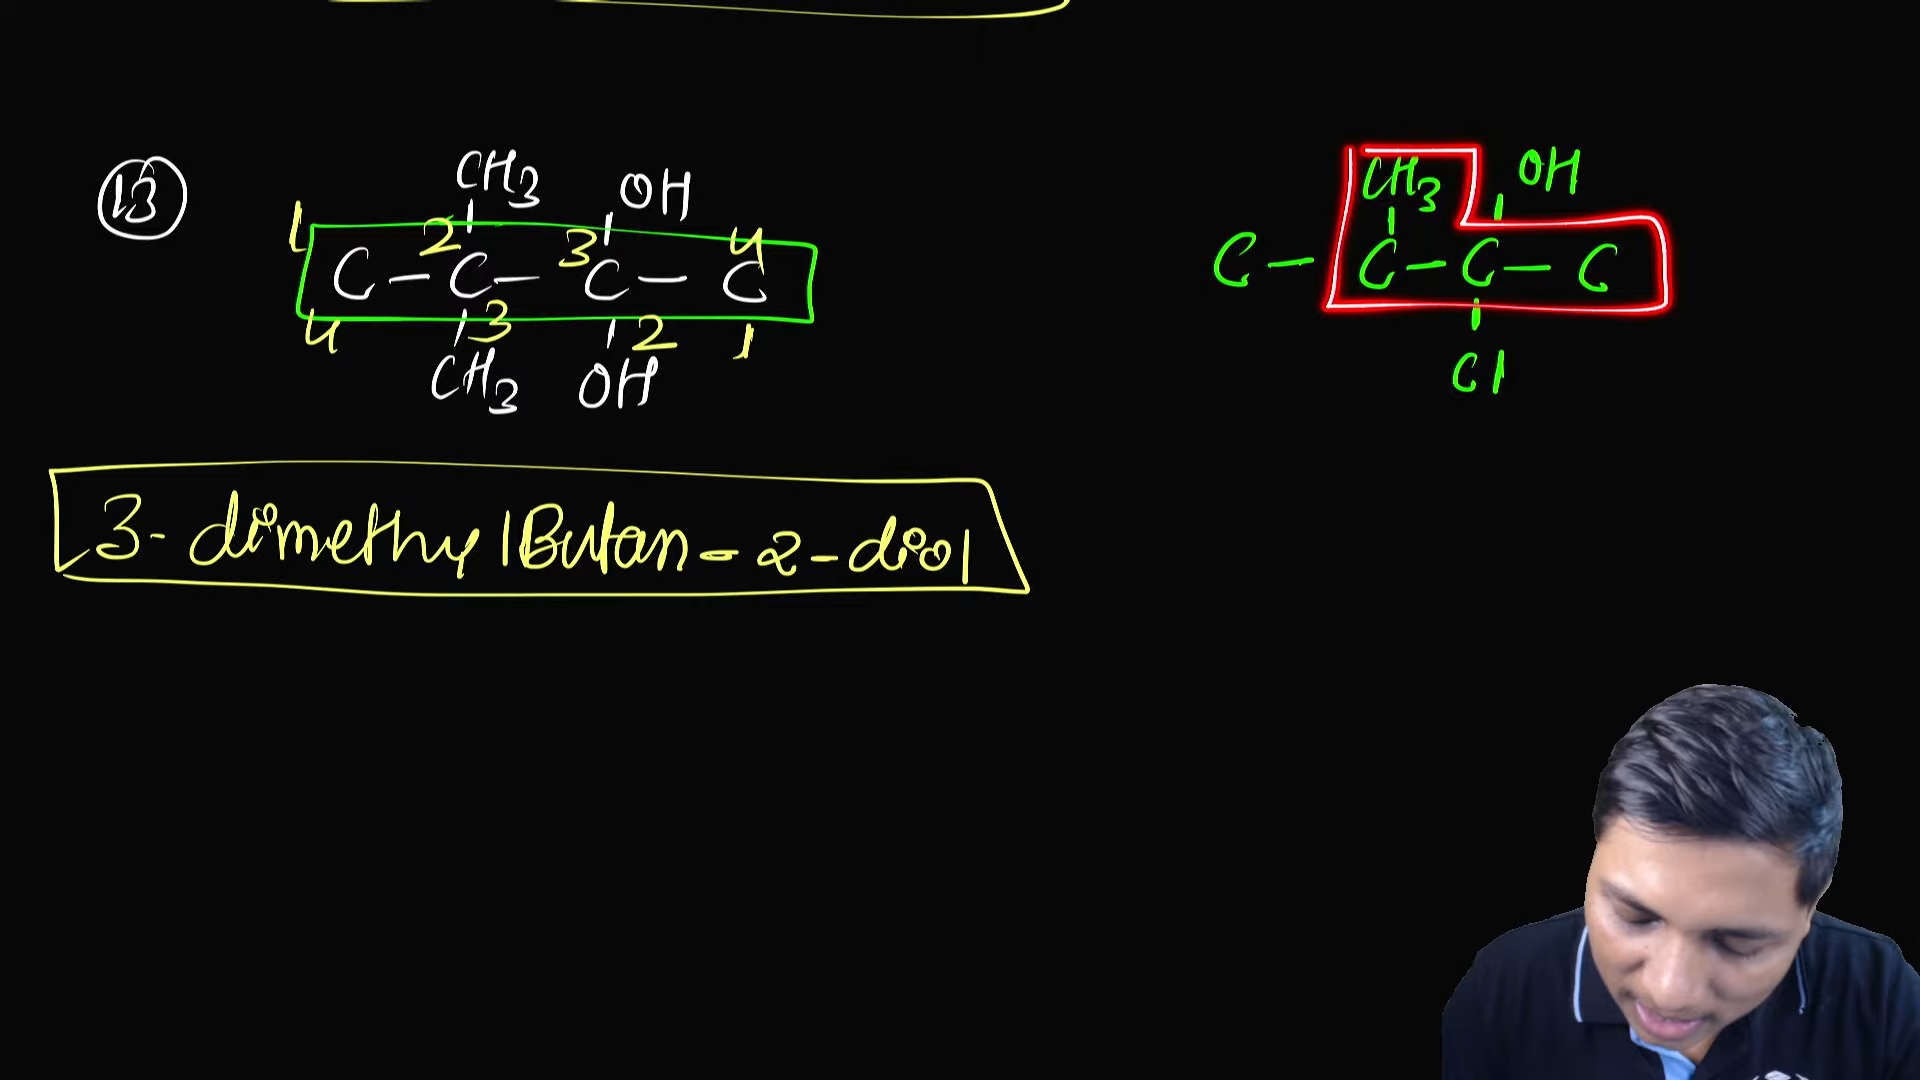 13
CH3 OH
1 2 3 4
C - C - C - C
4 3 2 1
CH3 OH
3- dimethyl Butan - 2 - diol
CH3 OH
C - C - C - C
Cl